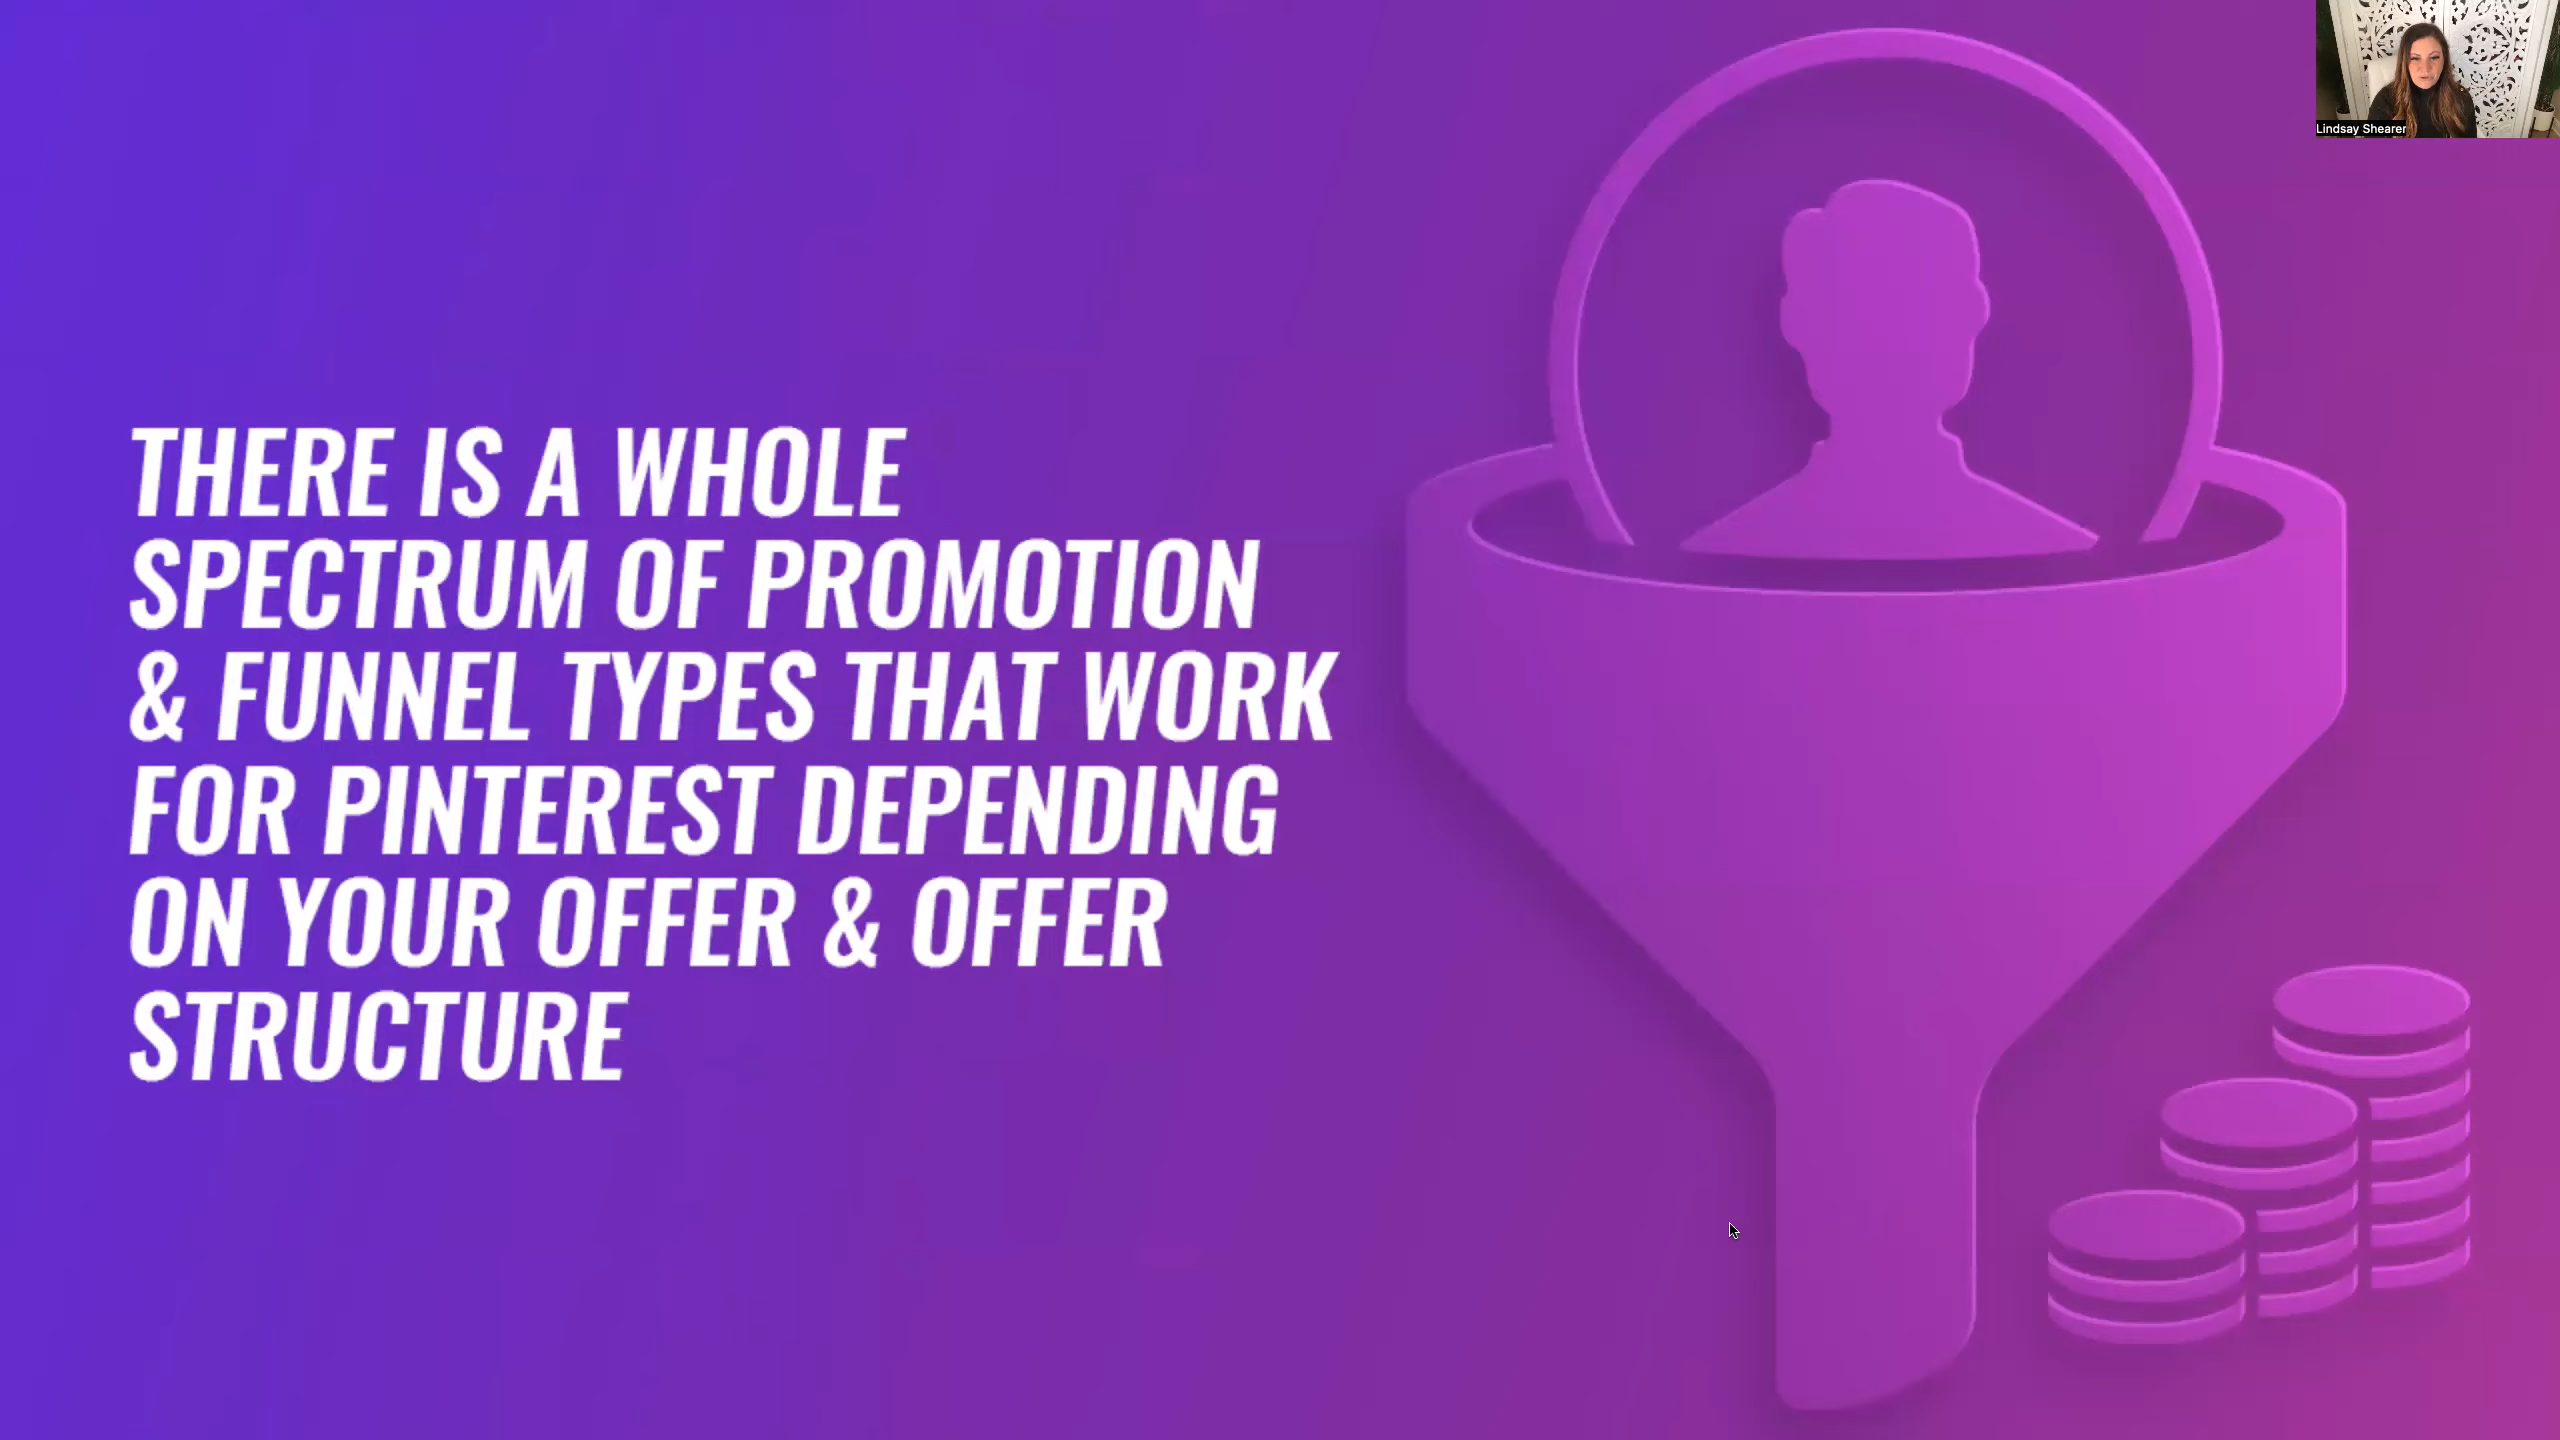 Lindsay Shearer
THERE IS A WHOLE
SPECTRUM OF PROMOTION
& FUNNEL TYPES THAT WORK
FOR PINTEREST DEPENDING
ON YOUR OFFER & OFFER
STRUCTURE